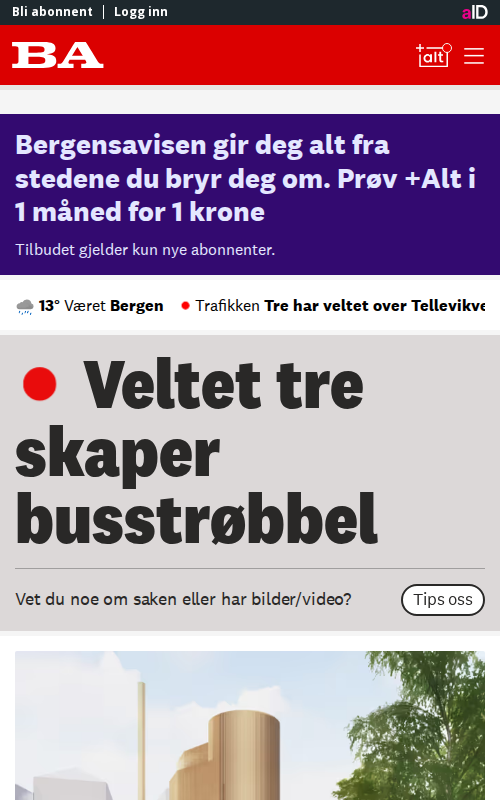 Bli abonnent | Logg inn
aID
BA
+alt
Bergensavisen gir deg alt fra
stedene du bryr deg om. Prøv +Alt i
1 måned for 1 krone
Tilbudet gjelder kun nye abonnenter.
13° Været Bergen Trafikken Tre har veltet over Tellevikve
Veltet tre
skaper
busstrøbbel
Vet du noe om saken eller har bilder/video?
Tips oss